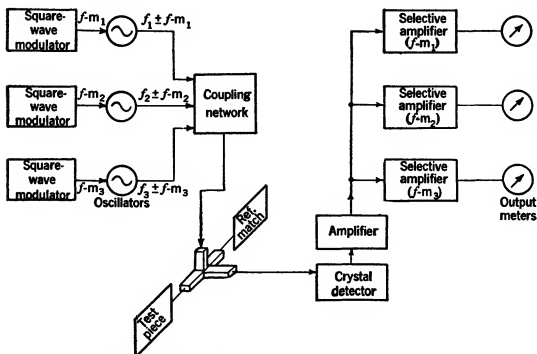 Square-
wave
modulator
f-m₁
f₁ ± f-m₁
Square-
wave
modulator
f-m₂
f₂ ± f-m₂
Square-
wave
modulator
f-m₃
f₃ ± f-m₃
Oscillators
Coupling
network
Ref.
match
Test
piece
Crystal
detector
Amplifier
Selective
amplifier
(f-m₁)
Selective
amplifier
(f-m₂)
Selective
amplifier
(f-m₃)
Output
meters